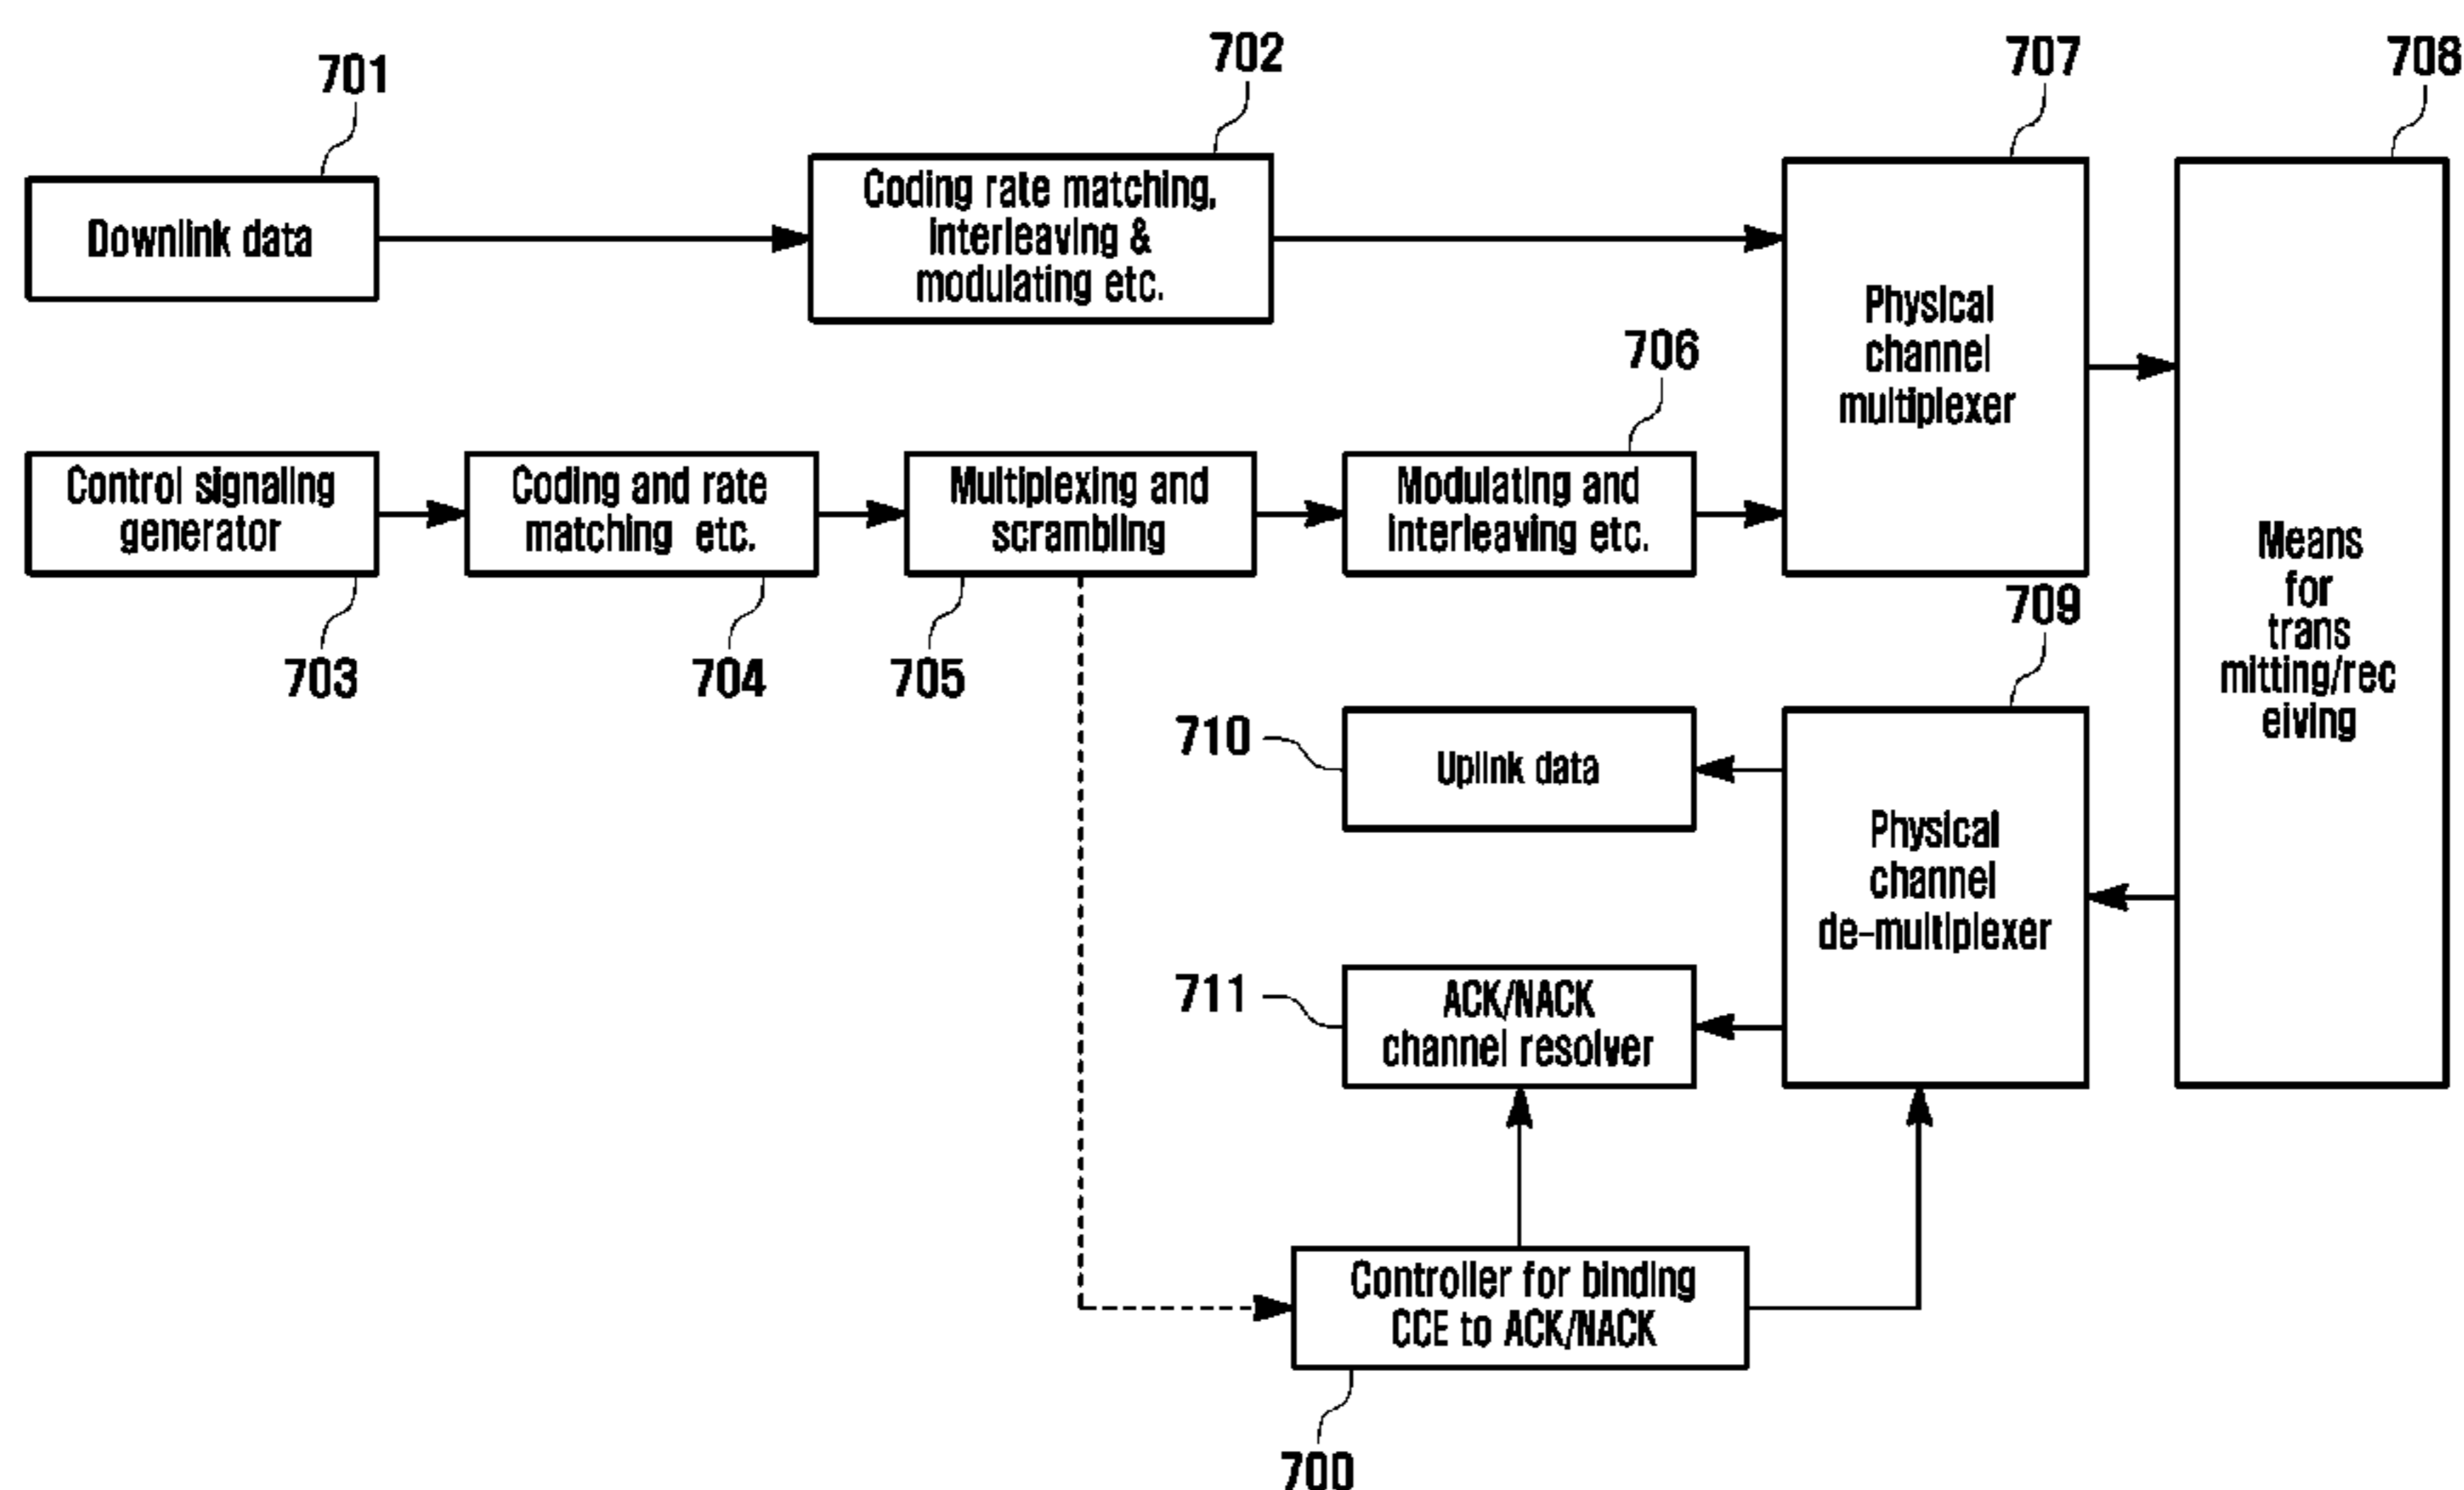 701
702
707
708
Downlink data
Coding rate matching,
interleaving &
modulating etc.
Physical
channel
multiplexer
706
Control signaling
generator
Coding and rate
matching etc.
Multiplexing and
scrambling
Modulating and
interleaving etc.
Means
for
trans
mitting/rec
eiving
703
704
705
709
710
Uplink data
Physical
channel
de-multiplexer
711
ACK/NACK
channel resolver
Controller for binding
CCE to ACK/NACK
700